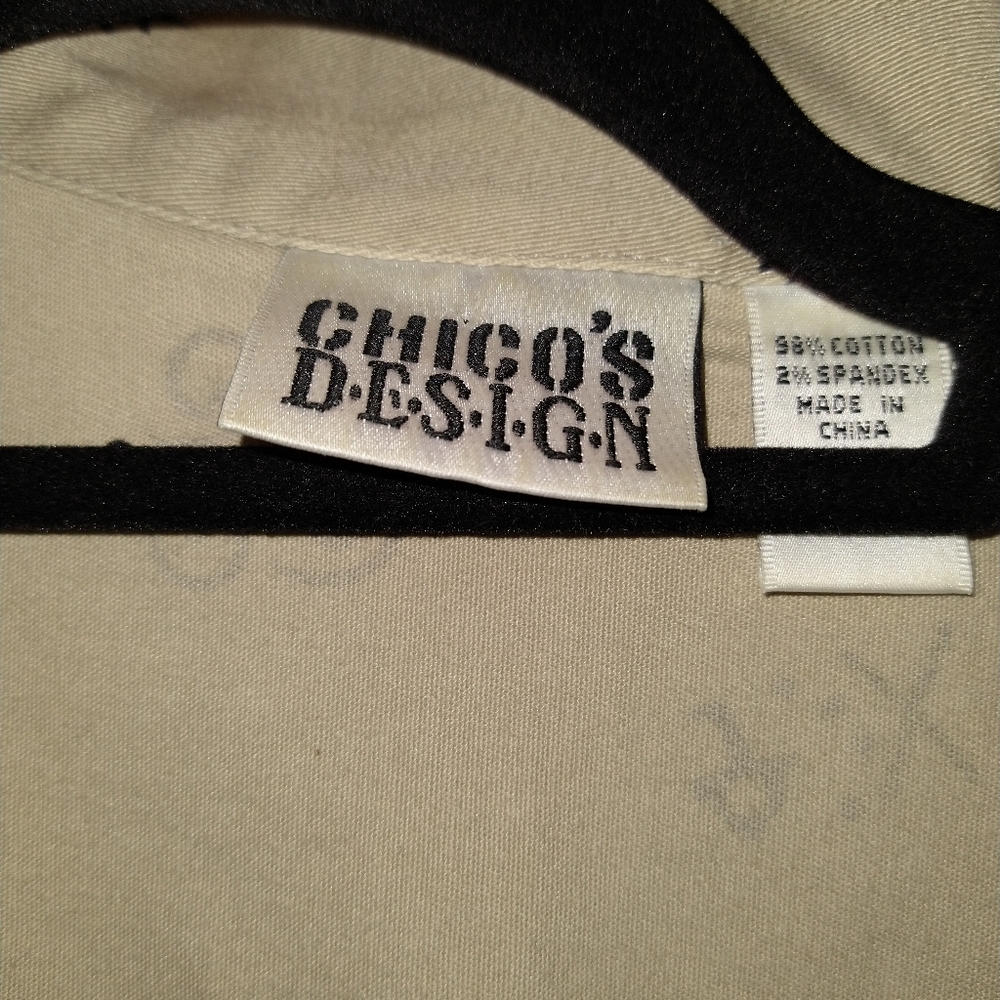 CHICO'S
D·E·S·I·G·N
98% COTTON
2% SPANDEX
MADE IN
CHINA